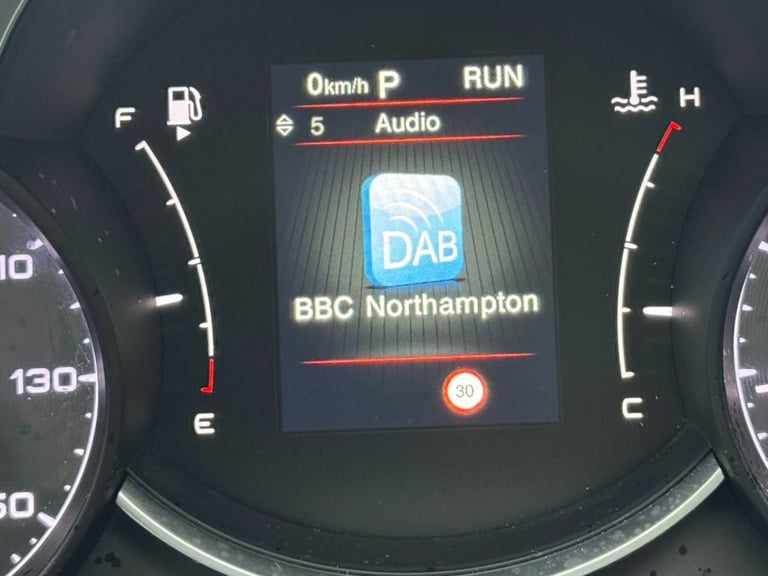 0km/h P RUN
5 Audio
F
H
DAB
BBC Northampton
30
130
E
C